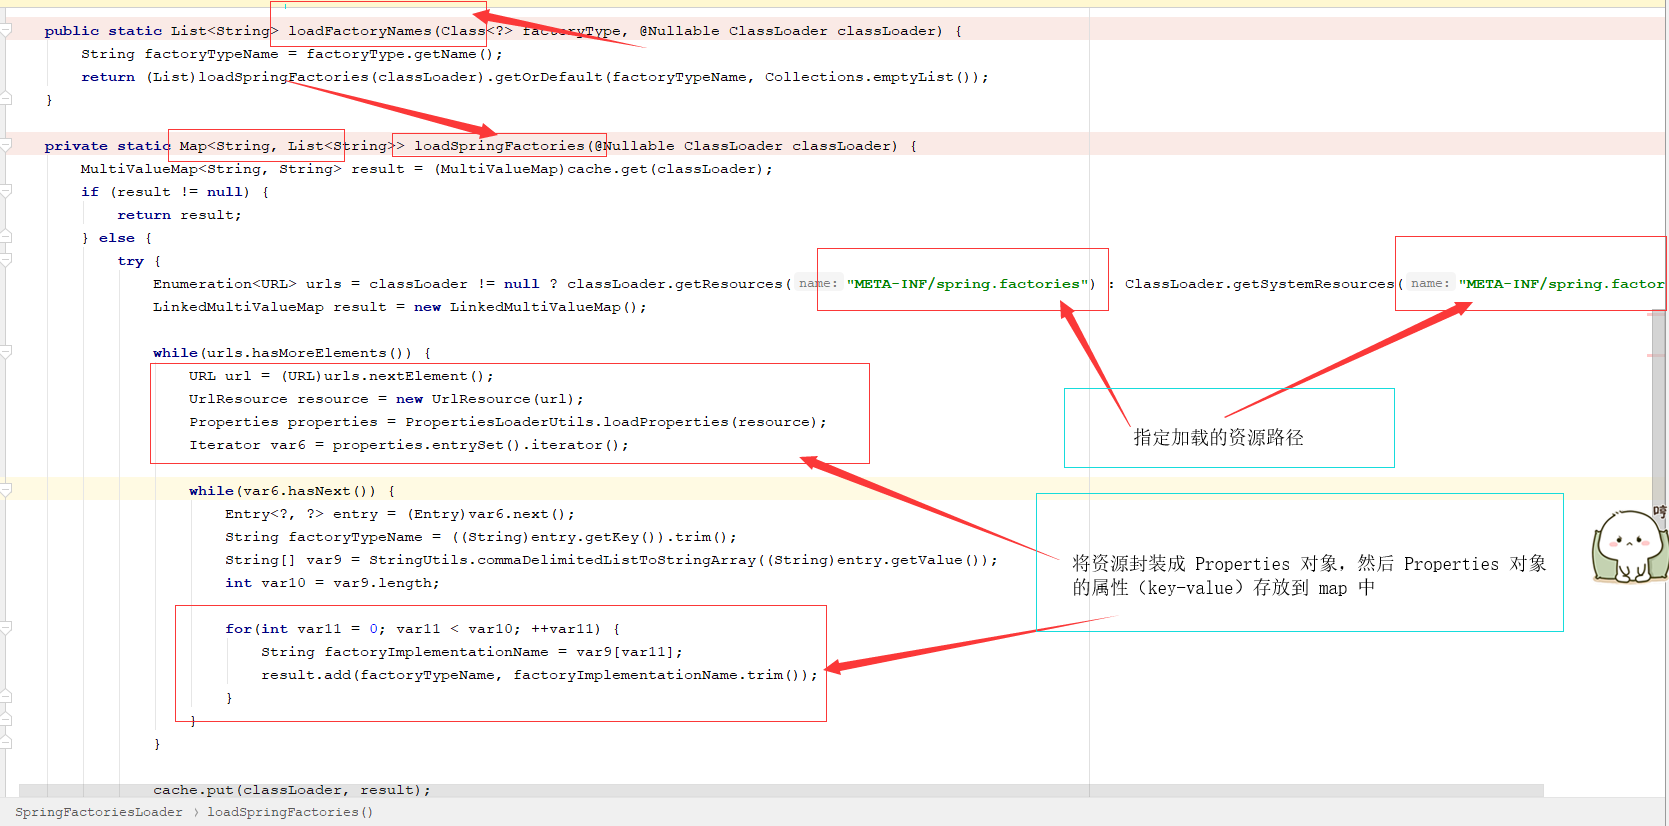 public static List<String> loadFactoryNames(Class<?> factoryType, @Nullable ClassLoader classLoader) {
String factoryTypeName = factoryType.getName();
return (List)loadSpringFactories(classLoader).getOrDefault(factoryTypeName, Collections.emptyList());
}
private static Map<String, List<String>> loadSpringFactories(@Nullable ClassLoader classLoader) {
MultiValueMap<String, String> result = (MultiValueMap)cache.get(classLoader);
if (result != null) {
return result;
} else {
try {
Enumeration<URL> urls = classLoader != null ? classLoader.getResources( name: "META-INF/spring.factories") : ClassLoader.getSystemResources( name: "META-INF/spring.factor
LinkedMultiValueMap result = new LinkedMultiValueMap();
while(urls.hasMoreElements()) {
URL url = (URL)urls.nextElement();
UrlResource resource = new UrlResource(url);
Properties properties = PropertiesLoaderUtils.loadProperties(resource);
Iterator var6 = properties.entrySet().iterator();
指定加载的资源路径
while(var6.hasNext()) {
Entry<?, ?> entry = (Entry)var6.next();
String factoryTypeName = ((String)entry.getKey()).trim();
String[] var9 = StringUtils.commaDelimitedListToStringArray((String)entry.getValue());
int var10 = var9.length;
将资源封装成 Properties 对象，然后 Properties 对象
的属性（key-value）存放到 map 中
哼
for(int var11 = 0; var11 < var10; ++var11) {
String factoryImplementationName = var9[var11];
result.add(factoryTypeName, factoryImplementationName.trim());
}
}
}
cache.put(classLoader, result);
SpringFactoriesLoader › loadSpringFactories()